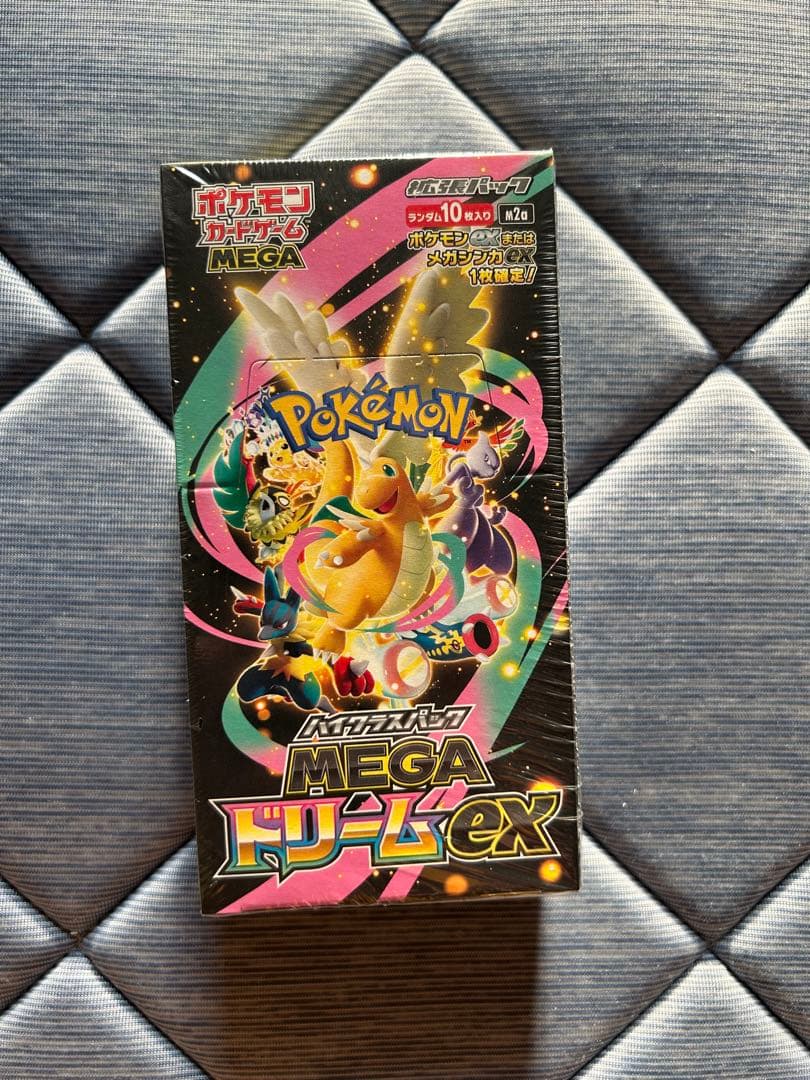 ポケモン
カードゲーム
MEGA
拡張パック
ランダム10枚入り M2a
ポケモンexまたは
メガシンカex
1枚確定!
POKéMON
TM
ハイクラスパック
MEGA
ドリームex